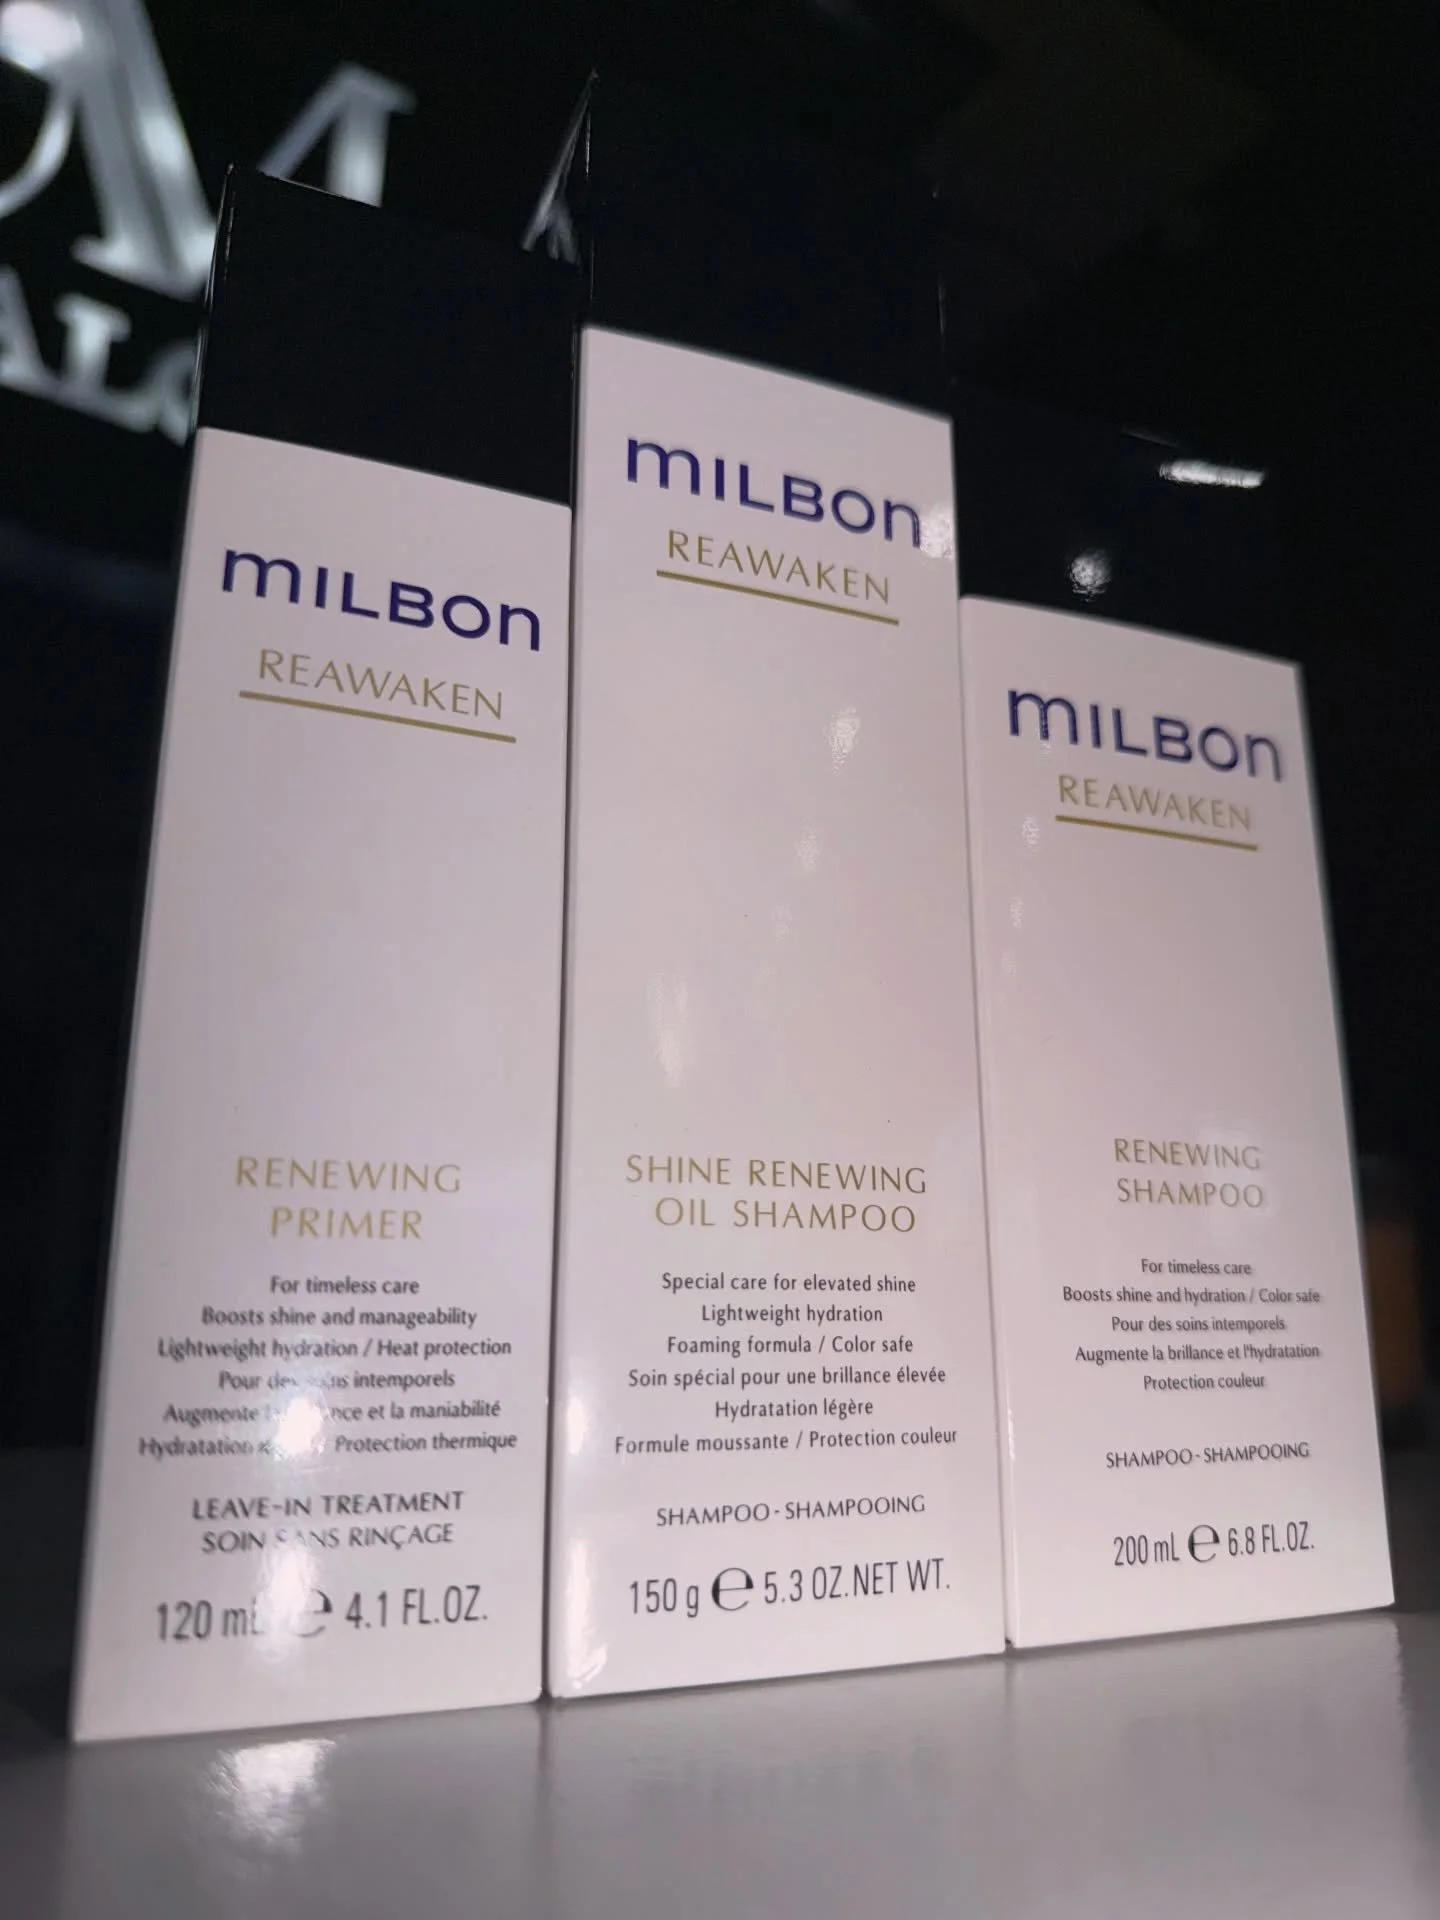 M
AL
milbon
REAWAKEN
RENEWING
PRIMER
For timeless care
Boosts shine and manageability
Lightweight hydration / Heat protection
Pour des soins intemporels
Augmente et la maniabilité
Hydratation Protection thermique
LEAVE-IN TREATMENT
SOIN SANS RINÇAGE
120 mL e 4.1 FL.OZ.
milbon
REAWAKEN
SHINE RENEWING
OIL SHAMPOO
Special care for elevated shine
Lightweight hydration
Foaming formula / Color safe
Soin spécial pour une brillance élevée
Hydratation légère
Formule moussante / Protection couleur
SHAMPOO - SHAMPOOING
150 g e 5.3 OZ.NET WT.
milbon
REAWAKEN
RENEWING
SHAMPOO
For timeless care
Boosts shine and hydration / Color safe
Pour des soins intemporels
Augmente la brillance et l'hydratation
Protection couleur
SHAMPOO - SHAMPOOING
200 mL e 6.8 FL.OZ.